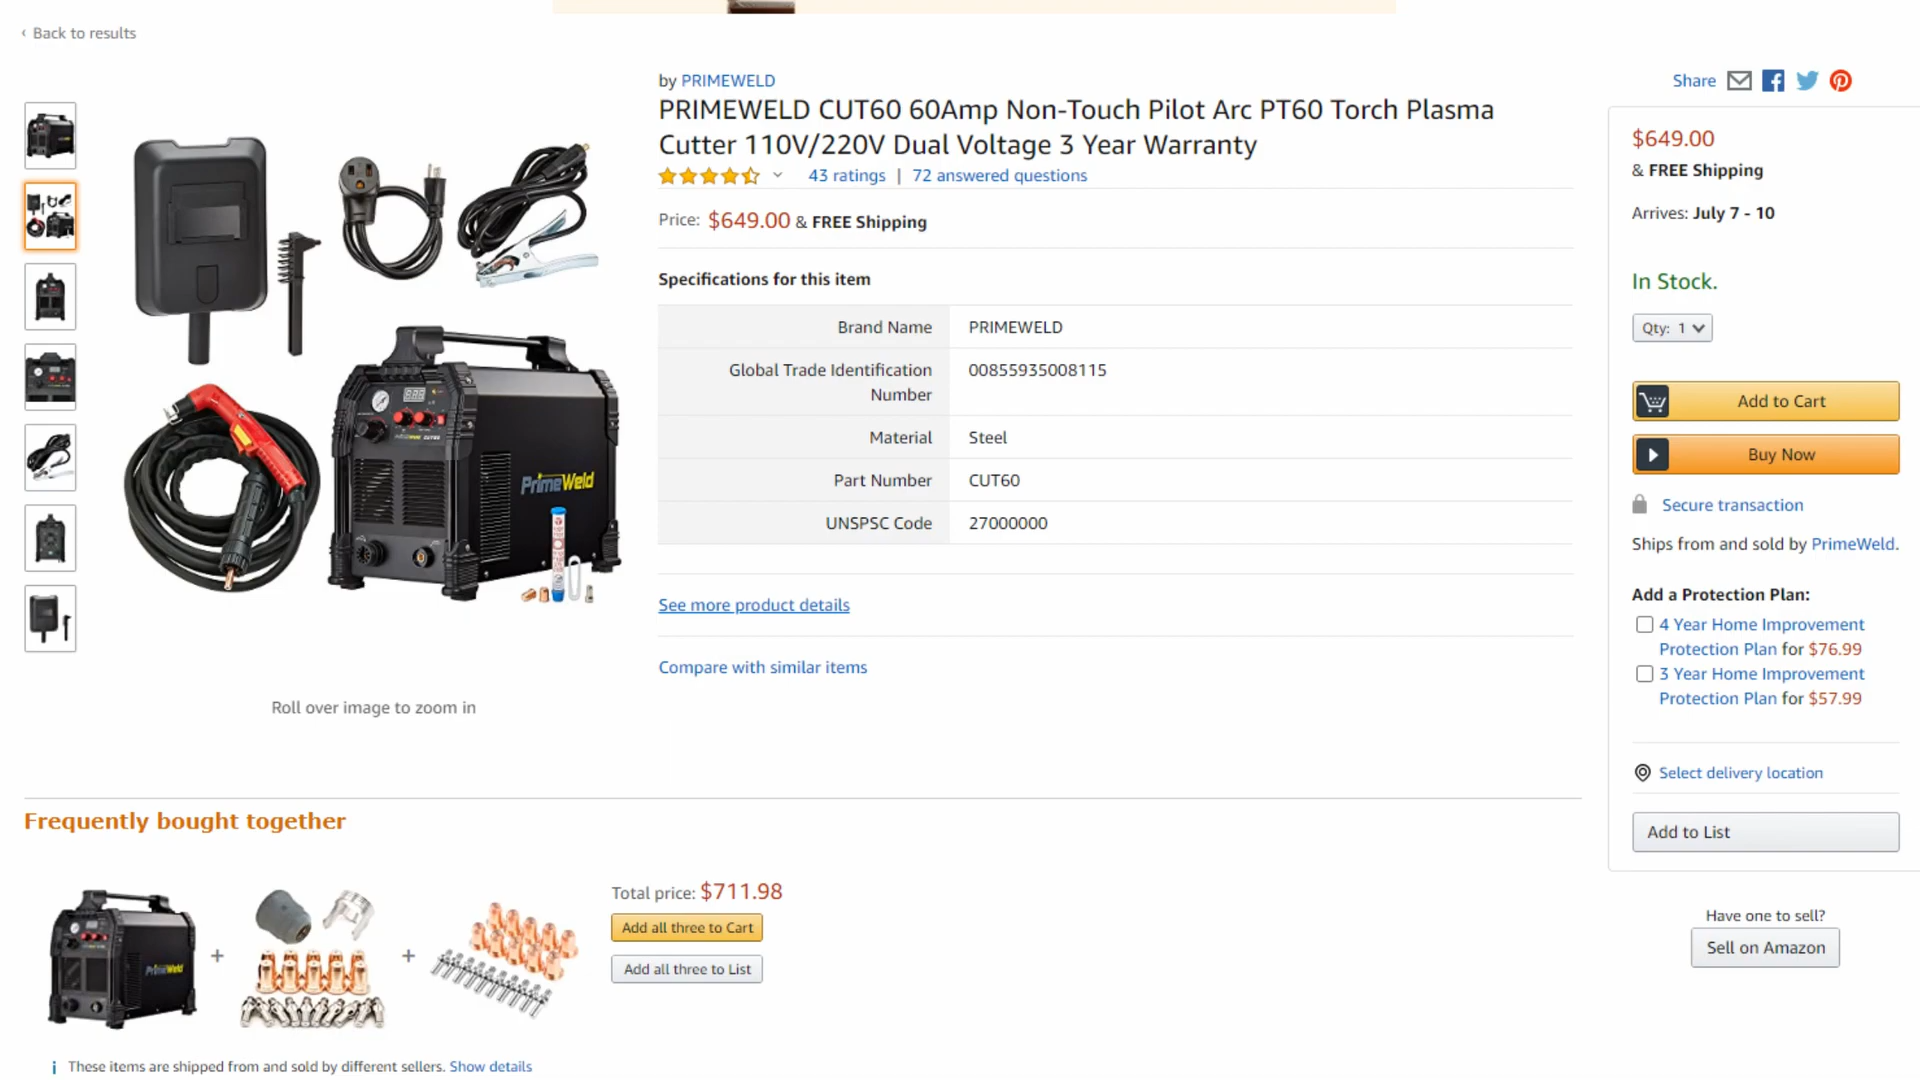 ‹ Back to results
by PRIMEWELD
PRIMEWELD CUT60 60Amp Non-Touch Pilot Arc PT60 Torch Plasma
Cutter 110V/220V Dual Voltage 3 Year Warranty
43 ratings | 72 answered questions
Price: $649.00 & FREE Shipping
Specifications for this item
Brand Name PRIMEWELD
Global Trade Identification 00855935008115
Number
Material Steel
Part Number CUT60
UNSPSC Code 27000000
See more product details
Compare with similar items
PrimeWeld
Roll over image to zoom in
Share
$649.00
& FREE Shipping
Arrives: July 7 - 10
In Stock.
Qty: 1
Add to Cart
Buy Now
Secure transaction
Ships from and sold by PrimeWeld.
Add a Protection Plan:
4 Year Home Improvement
Protection Plan for $76.99
3 Year Home Improvement
Protection Plan for $57.99
Select delivery location
Add to List
Have one to sell?
Sell on Amazon
Frequently bought together
PrimeWeld
+
+
Total price: $711.98
Add all three to Cart
Add all three to List
i These items are shipped from and sold by different sellers. Show details